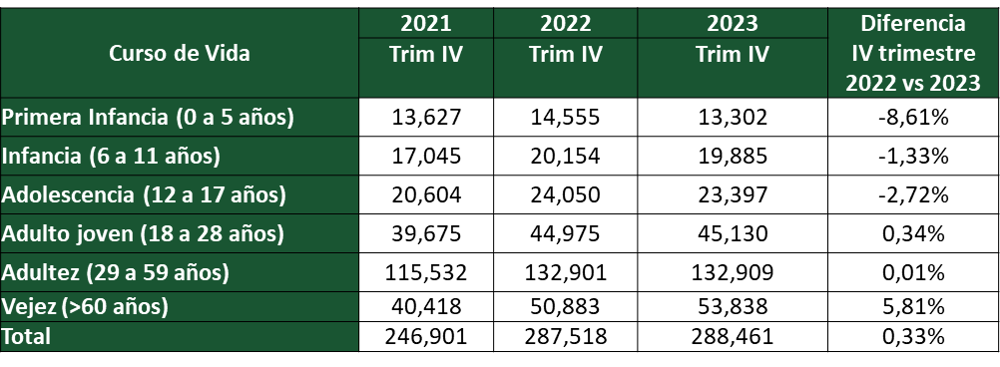 Curso de Vida 2021 2022 2023 Diferencia
Trim IV Trim IV Trim IV IV trimestre
2022 vs 2023
Primera Infancia (0 a 5 años) 13,627 14,555 13,302 -8,61%
Infancia (6 a 11 años) 17,045 20,154 19,885 -1,33%
Adolescencia (12 a 17 años) 20,604 24,050 23,397 -2,72%
Adulto joven (18 a 28 años) 39,675 44,975 45,130 0,34%
Adultez (29 a 59 años) 115,532 132,901 132,909 0,01%
Vejez (>60 años) 40,418 50,883 53,838 5,81%
Total 246,901 287,518 288,461 0,33%